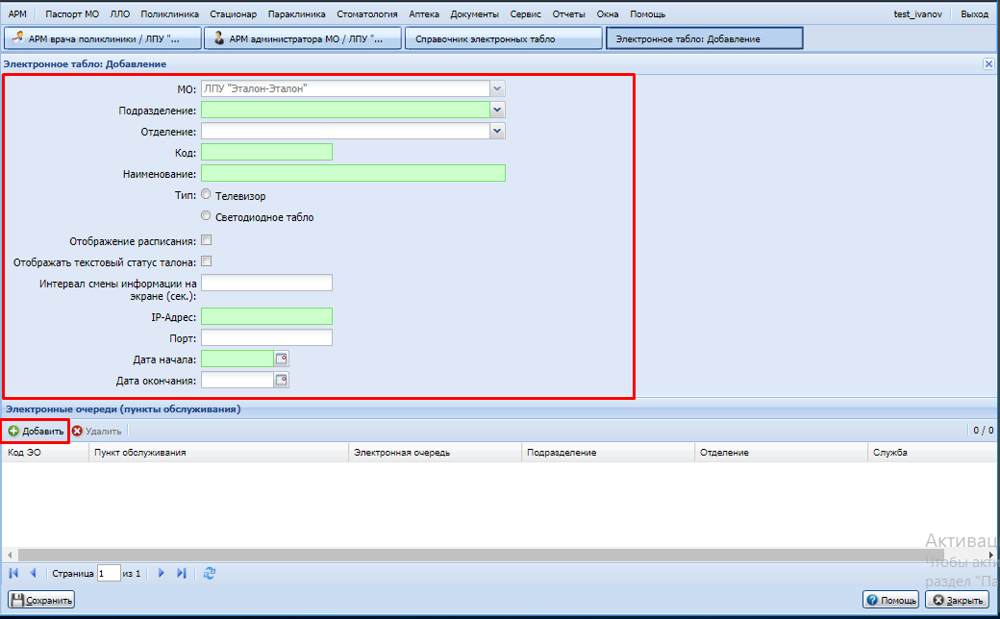 АРМ Паспорт МО ЛЛО Поликлиника Стационар Параклиника Стоматология Аптека Документы Сервис Отчеты Окна Помощь test_ivanov Выход
АРМ врача поликлиники / ЛПУ "... АРМ администратора МО / ЛПУ "... Справочник электронных табло Электронное табло: Добавление
Электронное табло: Добавление
МО: ЛПУ "Эталон-Эталон"
Подразделение:
Отделение:
Код:
Наименование:
Тип: Телевизор
Светодиодное табло
Отображение расписания:
Отображать текстовый статус талона:
Интервал смены информации на
экране (сек.):
IP-Адрес:
Порт:
Дата начала:
Дата окончания:
Электронные очереди (пункты обслуживания)
Добавить Удалить 0 / 0
Код ЭО Пункт обслуживания Электронная очередь Подразделение Отделение Служба
Активац
Страница 1 из 1 Чтобы акти
раздел "Па
Сохранить Помощь Закрыть